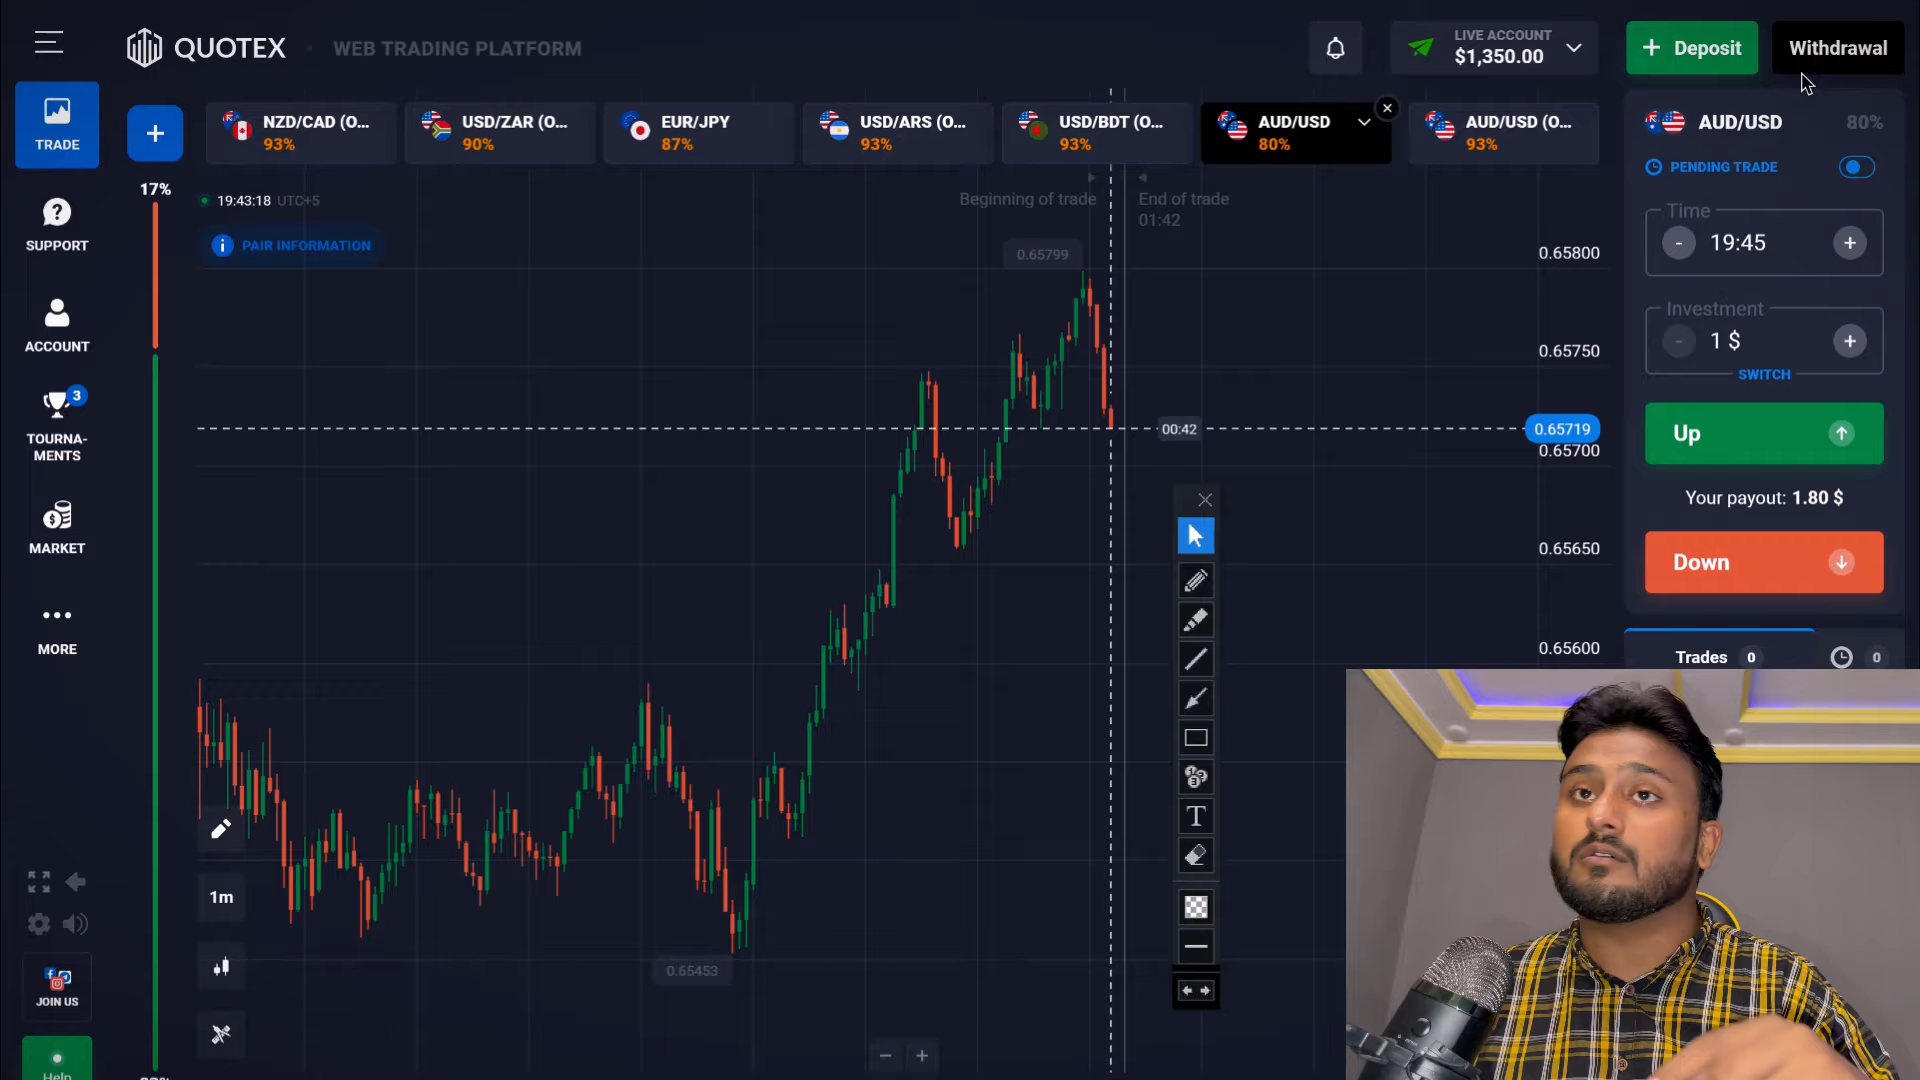 QUOTEX
WEB TRADING PLATFORM
LIVE ACCOUNT
$1,350.00
+ Deposit
Withdrawal
TRADE
+
NZD/CAD (O...
93%
USD/ZAR (O...
90%
EUR/JPY
87%
USD/ARS (O...
93%
USD/BDT (O...
93%
AUD/USD
80%
AUD/USD (O...
93%
AUD/USD
80%
PENDING TRADE
17%
19:43:18 UTC+5
PAIR INFORMATION
Beginning of trade
End of trade
01:42
Time
- 19:45 +
SUPPORT
ACCOUNT
3
TOURNA-
MENTS
MARKET
MORE
0.65799
0.65800
0.65750
00:42
0.65719
0.65700
0.65650
0.65600
Investment
- 1 $ +
SWITCH
Up
Your payout: 1.80 $
Down
Trades 0
0
T
1m
0.65453
JOIN US
Help